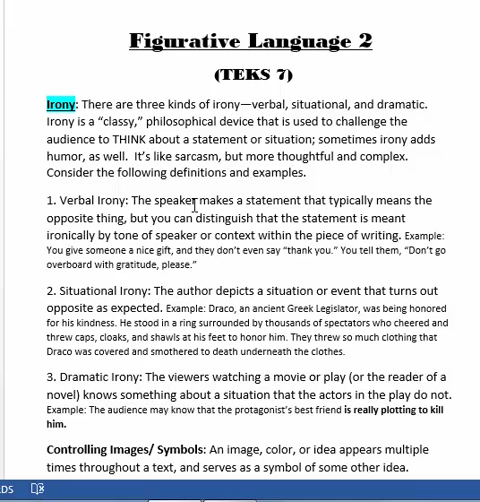 Figurative Language 2
(TEKS 7)
Irony: There are three kinds of irony—verbal, situational, and dramatic.
Irony is a “classy,” philosophical device that is used to challenge the
audience to THINK about a statement or situation; sometimes irony adds
humor, as well.  It’s like sarcasm, but more thoughtful and complex.
Consider the following definitions and examples.
1. Verbal Irony: The speaker makes a statement that typically means the
opposite thing, but you can distinguish that the statement is meant
ironically by tone of speaker or context within the piece of writing. Example:
You give someone a nice gift, and they don’t even say “thank you.” You tell them, “Don’t go
overboard with gratitude, please.”
2. Situational Irony: The author depicts a situation or event that turns out
opposite as expected. Example: Draco, an ancient Greek Legislator, was being honored
for his kindness. He stood in a ring surrounded by thousands of spectators who cheered and
threw caps, cloaks, and shawls at his feet to honor him. They threw so much clothing that
Draco was covered and smothered to death underneath the clothes.
3. Dramatic Irony: The viewers watching a movie or play (or the reader of a
novel) knows something about a situation that the actors in the play do not.
Example: The audience may know that the protagonist’s best friend is really plotting to kill
him.
Controlling Images/ Symbols: An image, color, or idea appears multiple
times throughout a text, and serves as a symbol of some other idea.
DS